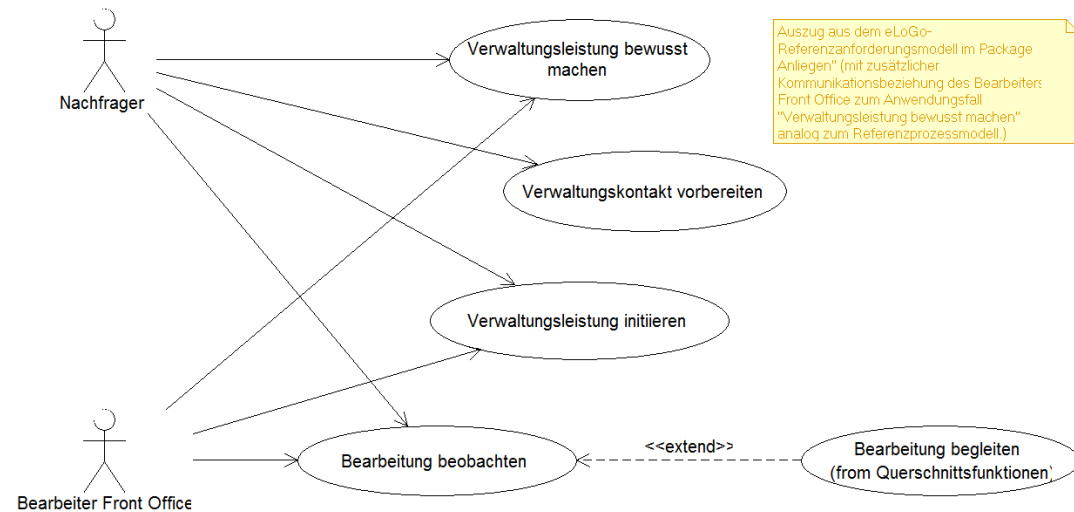 Verwaltungsleistung bewusst
machen
Auszug aus dem eLoGo-
Referenzanforderungsmodell im Package
Anliegen" (mit zusätzlicher
Kommunikationsbeziehung des Bearbeiters
Front Office zum Anwendungsfall
"Verwaltungsleistung bewusst machen"
analog zum Referenzprozessmodell.)
Nachfrager
Verwaltungskontakt vorbereiten
Verwaltungsleistung initiieren
Bearbeitung beobachten
<<extend>>
Bearbeitung begleiten
(from Querschnittsfunktionen)
Bearbeiter Front Office